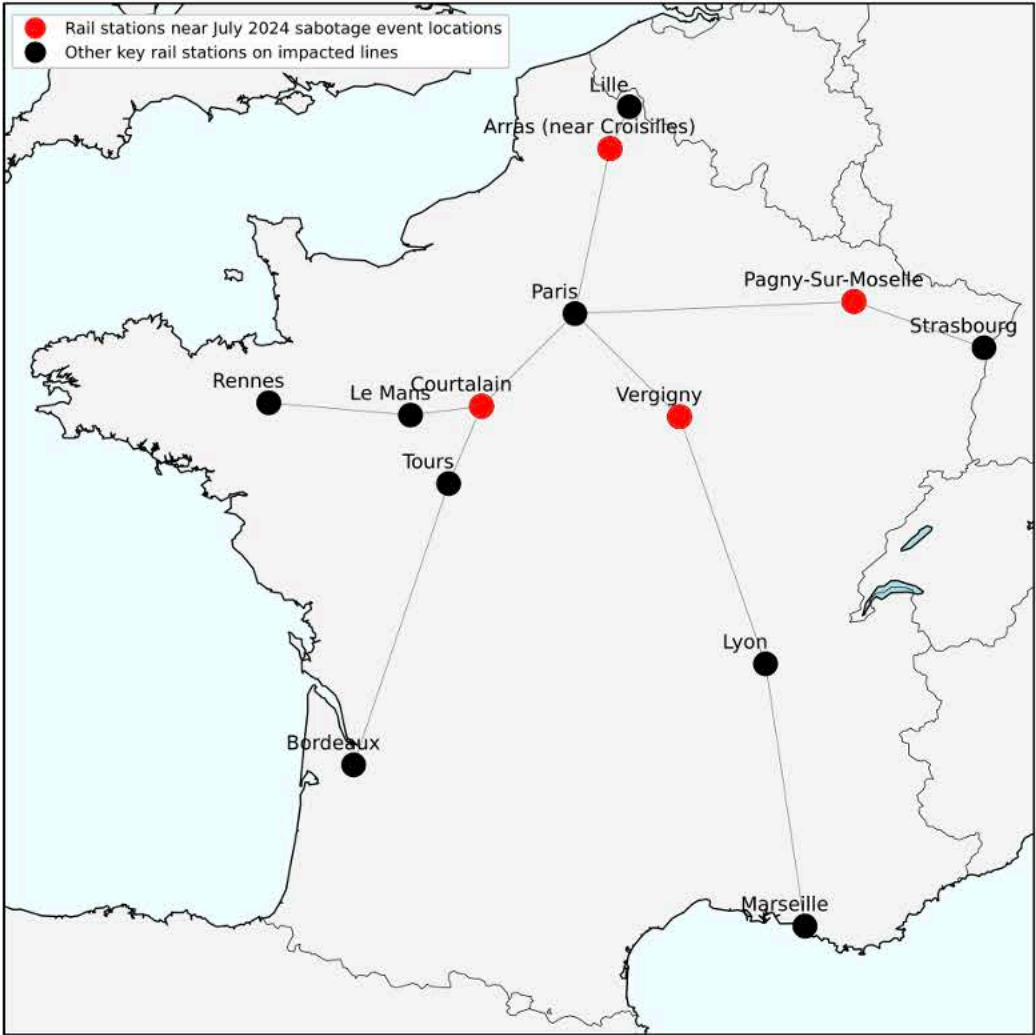 Rail stations near July 2024 sabotage event locations
Other key rail stations on impacted lines
Lille
Arras (near Croisilles)
Pagny-Sur-Moselle
Paris
Strasbourg
Rennes
Le Mans
Courtalain
Vergigny
Tours
Lyon
Bordeaux
Marseille